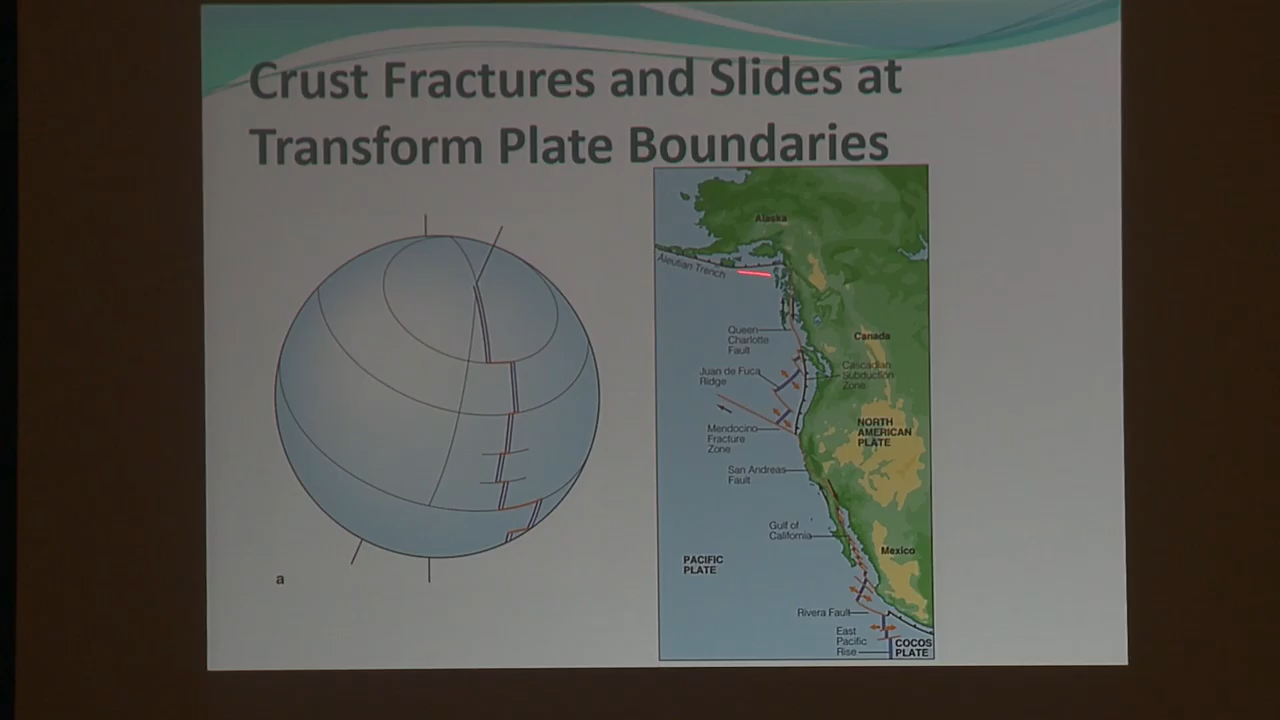 Crust Fractures and Slides at
Transform Plate Boundaries
a
Alaska
Aleutian Trench
Queen
Charlotte
Fault
Canada
Juan de Fuca
Ridge
Cascadian
Subduction
Zone
Mendocino
Fracture
Zone
NORTH
AMERICAN
PLATE
San Andreas
Fault
Gulf of
California
Mexico
PACIFIC
PLATE
Rivera Fault
East
Pacific
Rise
COCOS
PLATE